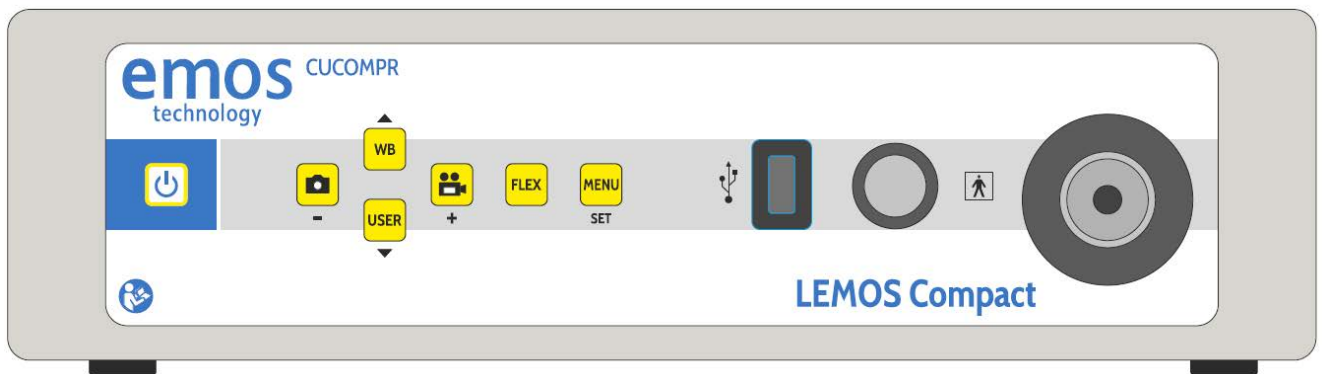 emos CUCOMPR
technology
WB
FLEX
MENU
-
USER
+
SET
LEMOS Compact